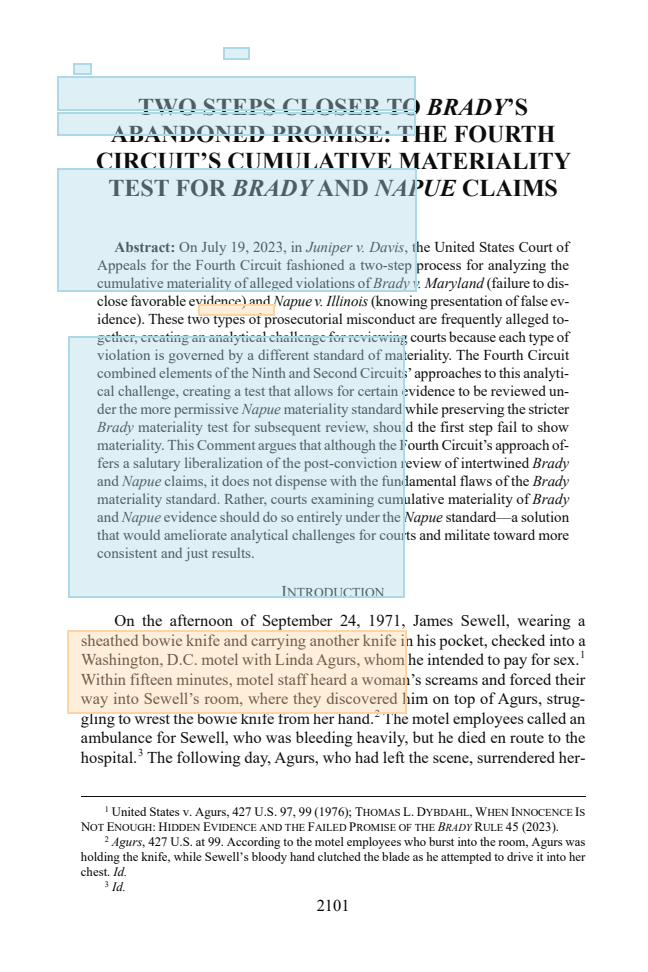 TWO STEPS CLOSER TO BRADY'S
ABANDONED PROMISE: THE FOURTH
CIRCUIT'S CUMULATIVE MATERIALITY
TEST FOR BRADY AND NAPUE CLAIMS
Abstract: On July 19, 2023, in Juniper v. Davis, the United States Court of
Appeals for the Fourth Circuit fashioned a two-step process for analyzing the
cumulative materiality of alleged violations of Brady v. Maryland (failure to dis-
close favorable evidence) and Napue v. Illinois (knowing presentation of false ev-
idence). These two types of prosecutorial misconduct are frequently alleged to-
gether, creating an analytical challenge for reviewing courts because each type of
violation is governed by a different standard of materiality. The Fourth Circuit
combined elements of the Ninth and Second Circuits' approaches to this analyti-
cal challenge, creating a test that allows for certain evidence to be reviewed un-
der the more permissive Napue materiality standard while preserving the stricter
Brady materiality test for subsequent review, should the first step fail to show
materiality. This Comment argues that although the Fourth Circuit's approach of-
fers a salutary liberalization of the post-conviction review of intertwined Brady
and Napue claims, it does not dispense with the fundamental flaws of the Brady
materiality standard. Rather, courts examining cumulative materiality of Brady
and Napue evidence should do so entirely under the Napue standard—a solution
that would ameliorate analytical challenges for courts and militate toward more
consistent and just results.
INTRODUCTION
On the afternoon of September 24, 1971, James Sewell, wearing a
sheathed bowie knife and carrying another knife in his pocket, checked into a
Washington, D.C. motel with Linda Agurs, whom he intended to pay for sex.1
Within fifteen minutes, motel staff heard a woman's screams and forced their
way into Sewell's room, where they discovered him on top of Agurs, strug-
gling to wrest the bowie knife from her hand.2 The motel employees called an
ambulance for Sewell, who was bleeding heavily, but he died en route to the
hospital.3 The following day, Agurs, who had left the scene, surrendered her-
1 United States v. Agurs, 427 U.S. 97, 99 (1976); THOMAS L. DYBDAHL, WHEN INNOCENCE IS
NOT ENOUGH: HIDDEN EVIDENCE AND THE FAILED PROMISE OF THE BRADY RULE 45 (2023).
2 Agurs, 427 U.S. at 99. According to the motel employees who burst into the room, Agurs was
holding the knife, while Sewell's bloody hand clutched the blade as he attempted to drive it into her
chest. Id.
3 Id.
2101